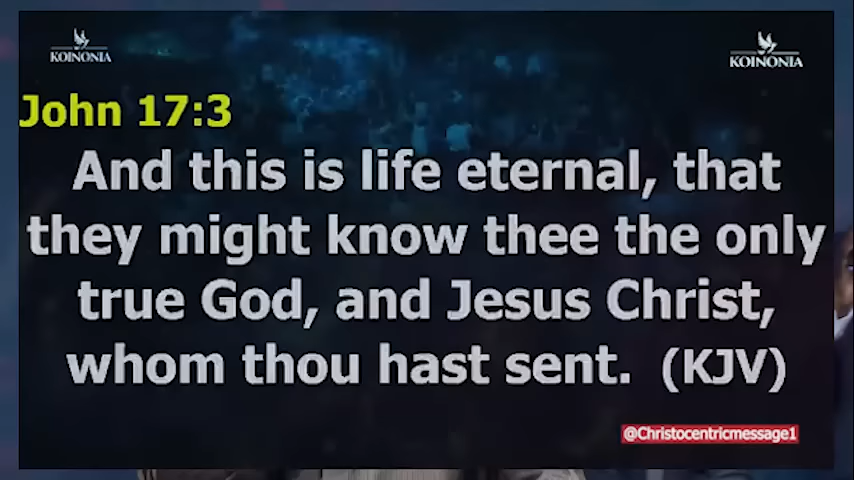 KOINONIA
KOINONIA
John 17:3
And this is life eternal, that
they might know thee the only
true God, and Jesus Christ,
whom thou hast sent. (KJV)
@Christocentricmessage1